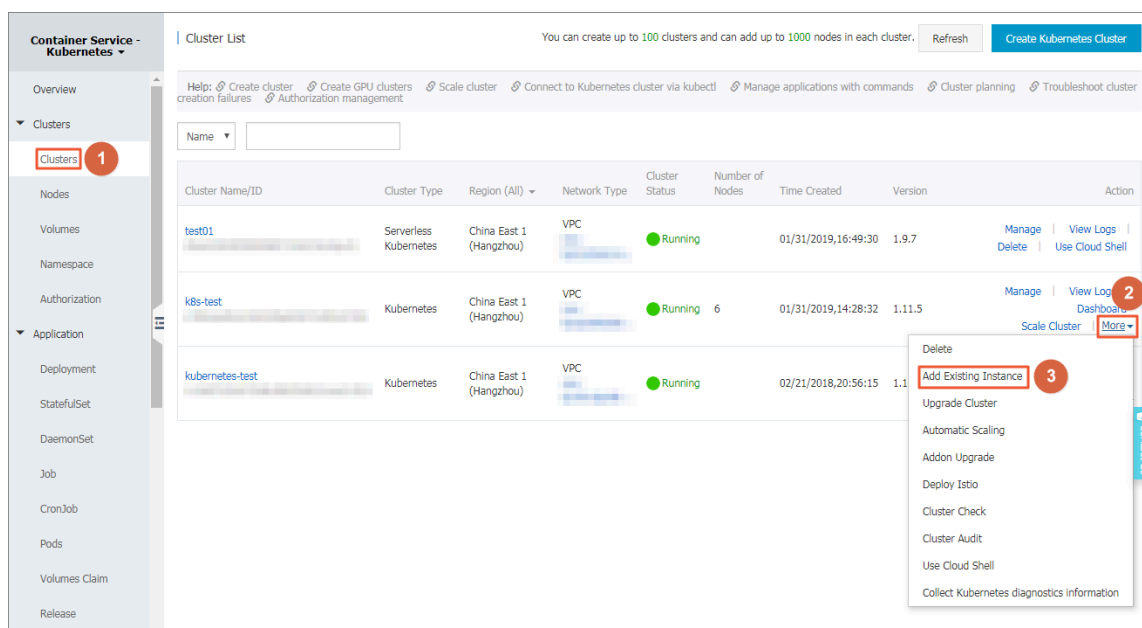 Container Service -
Kubernetes
Overview
Clusters
Clusters
1
Nodes
Volumes
Namespace
Authorization
Application
Deployment
StatefulSet
DaemonSet
Job
CronJob
Pods
Volumes Claim
Release
Cluster List
You can create up to 100 clusters and can add up to 1000 nodes in each cluster.
Refresh
Create Kubernetes Cluster
Help: Create cluster Create GPU clusters Scale cluster Connect to Kubernetes cluster via kubectl Manage applications with commands Cluster planning Troubleshoot cluster
creation failures Authorization management
Name
Cluster Name/ID Cluster Type Region (All) Network Type Cluster Status Number of Nodes Time Created Version Action
test01 Serverless Kubernetes China East 1 (Hangzhou) VPC Running 01/31/2019,16:49:30 1.9.7
Manage | View Logs |
Delete | Use Cloud Shell
k8s-test Kubernetes China East 1 (Hangzhou) VPC Running 6 01/31/2019,14:28:32 1.11.5
Manage | View Logs
2
Dashboard
Scale Cluster | More
kubernetes-test Kubernetes China East 1 (Hangzhou) VPC Running 02/21/2018,20:56:15 1.1
Delete
Add Existing Instance
3
Upgrade Cluster
Automatic Scaling
Addon Upgrade
Deploy Istio
Cluster Check
Cluster Audit
Use Cloud Shell
Collect Kubernetes diagnostics information